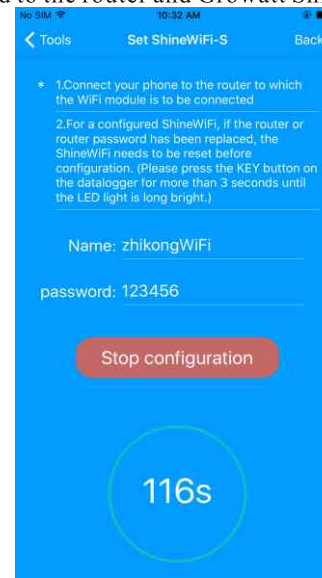 d to the router and Growatt Shi
No SIM 10:32 AM
Tools Set ShineWiFi-S Back
* 1.Connect your phone to the router to which
the WiFi module is to be connected
2.For a configured ShineWiFi, if the router or
router password has been replaced, the
ShineWiFi needs to be reset before
configuration. (Please press the KEY button on
the datalogger for more than 3 seconds until
the LED light is long bright.)
Name: zhikongWiFi
password: 123456
Stop configuration
116s